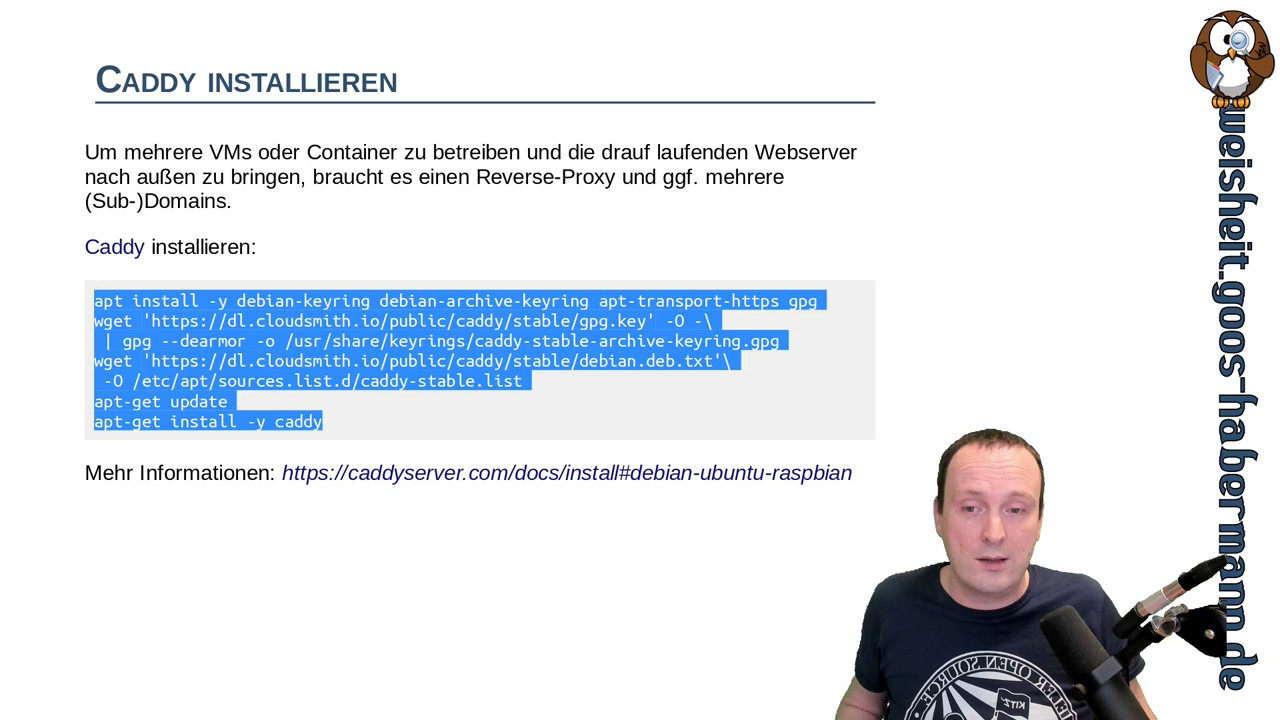 Caddy installieren
Um mehrere VMs oder Container zu betreiben und die drauf laufenden Webserver
nach außen zu bringen, braucht es einen Reverse-Proxy und ggf. mehrere
(Sub-)Domains.
Caddy installieren:
apt install -y debian-keyring debian-archive-keyring apt-transport-https gpg
wget 'https://dl.cloudsmith.io/public/caddy/stable/gpg.key' -O -\
 | gpg --dearmor -o /usr/share/keyrings/caddy-stable-archive-keyring.gpg
wget 'https://dl.cloudsmith.io/public/caddy/stable/debian.deb.txt'\
 -O /etc/apt/sources.list.d/caddy-stable.list
apt-get update
apt-get install -y caddy
Mehr Informationen: https://caddyserver.com/docs/install#debian-ubuntu-raspbian
weisheit.goos-habermann.de
OPEN SOURCE
KITZ